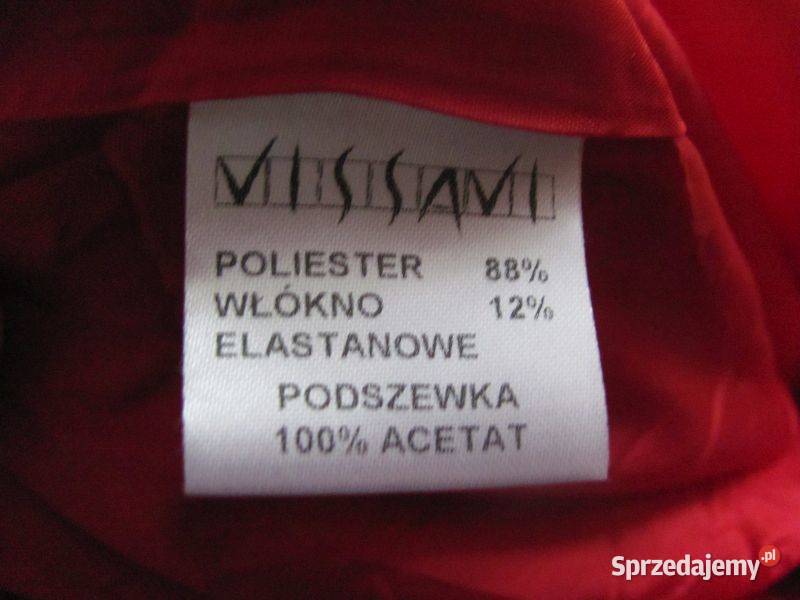 VISSAVI
POLIESTER 88%
WŁÓKNO 12%
ELASTANOWE
PODSZEWKA
100% ACETAT
Sprzedajemy.pl